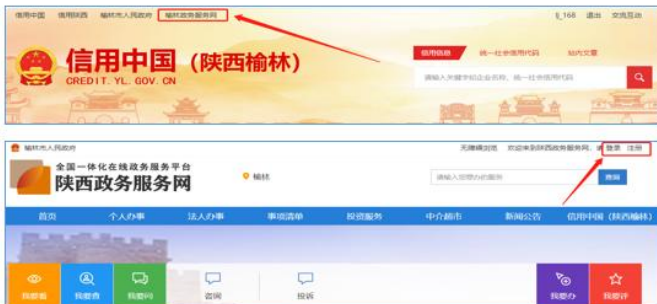 信用中国 信用陕西 榆林市人民政府 榆林政务服务网
tj_168 退出 交流互动
信用中国（陕西榆林）
CREDIT. YL. GOV. CN
信用信息 统一社会信用代码 站内文章
请输入关键字如企业名称、统一社会信用代码
榆林市人民政府
无障碍浏览 欢迎来到陕西政务服务网，请 登录 注册
全国一体化在线政务服务平台
陕西政务服务网
榆林
请输入您想办的服务
查询
首页 个人办事 法人办事 事项清单 投资服务 中介超市 新闻公告 信用中国（陕西榆林）
我要看 我要查 我要问 咨询 投诉 我要办 我要评